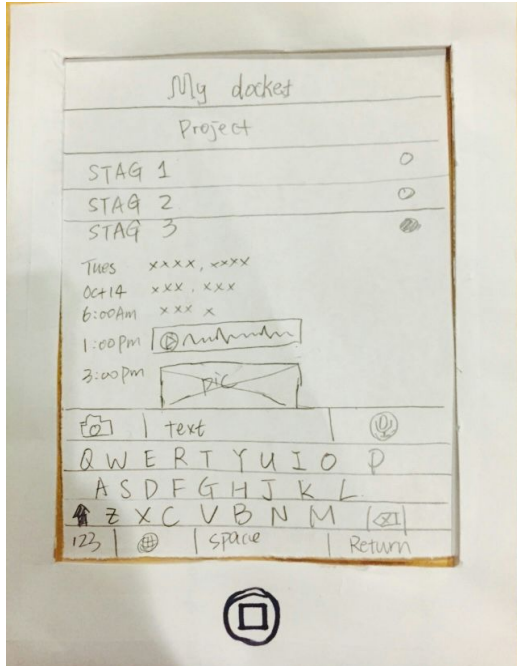 My docket
Project
STAG 1
STAG 2
STAG 3
Tues xxxx, xxxx
Oct 14 xxx . xxx
6:00Am xxx x
1:00pm
3:00pm pic
text
Q W E R T Y U I O P
A S D F G H J K L
Z X C V B N M
123 space Return